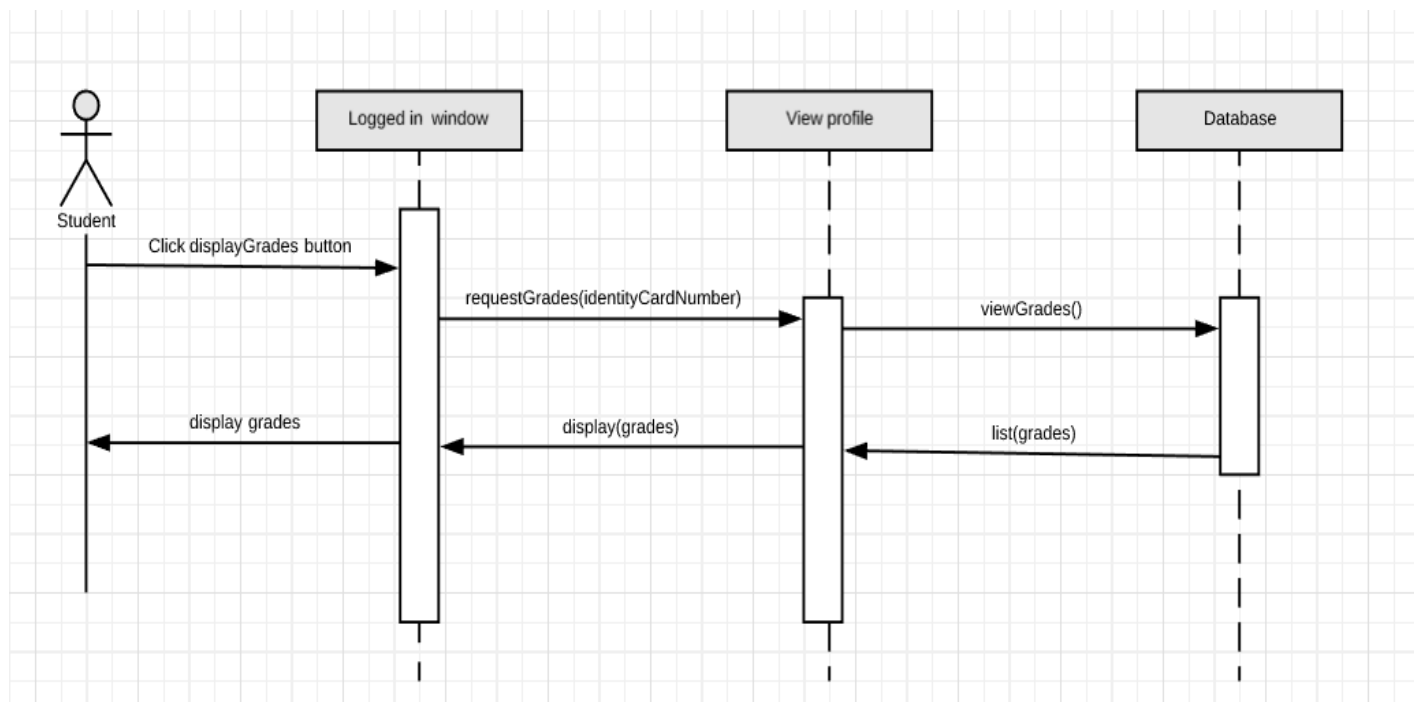 Logged in window
View profile
Database
Student
Click displayGrades button
requestGrades(identityCardNumber)
viewGrades()
display grades
display(grades)
list(grades)